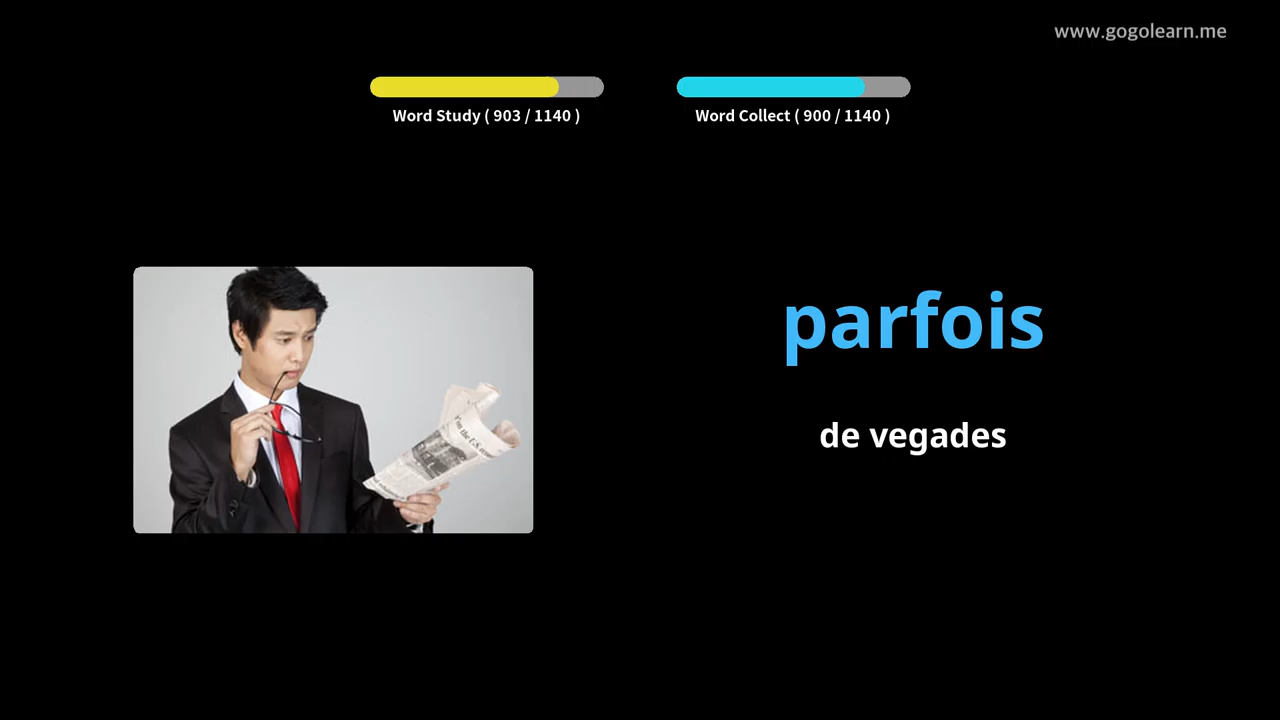 www.gogolearn.me
Word Study ( 903 / 1140 )
Word Collect ( 900 / 1140 )
parfois
de vegades